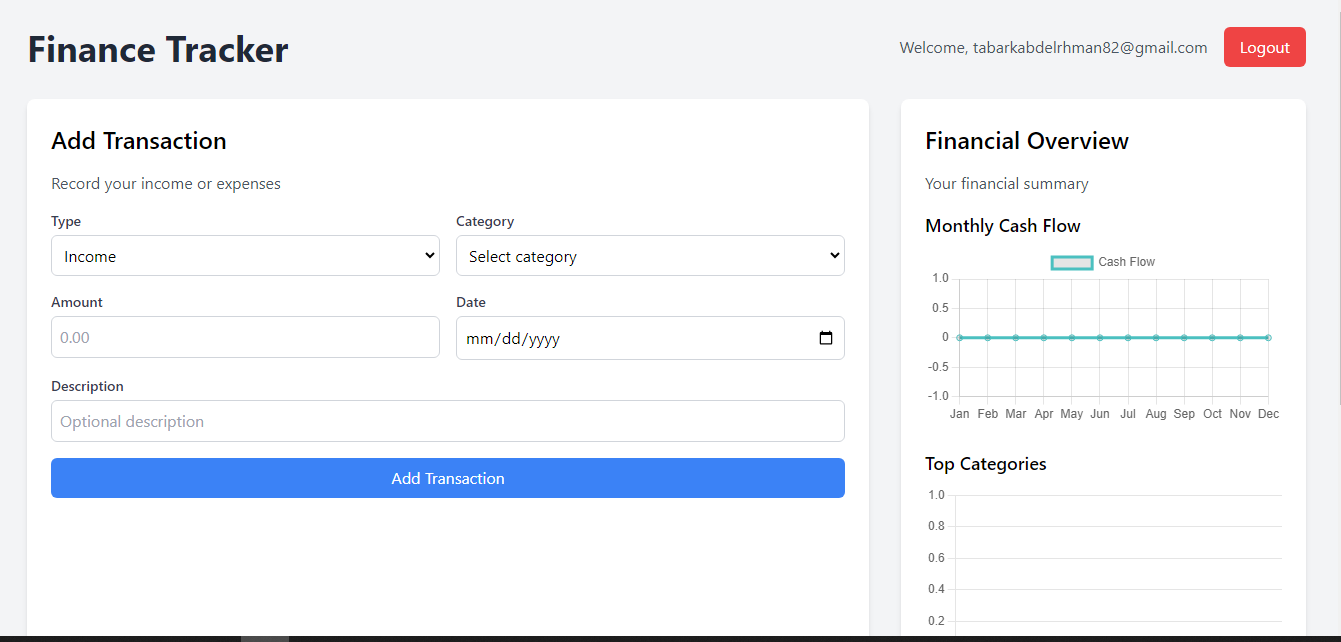 Finance Tracker
Welcome, tabarkabdelrhman82@gmail.com
Logout
Add Transaction
Record your income or expenses
Type
Category
Income
Select category
Amount
Date
0.00
mm/dd/yyyy
Description
Optional description
Add Transaction
Financial Overview
Your financial summary
Monthly Cash Flow
Cash Flow
1.0
0.5
0
-0.5
-1.0
Jan Feb Mar Apr May Jun Jul Aug Sep Oct Nov Dec
Top Categories
1.0
0.8
0.6
0.4
0.2